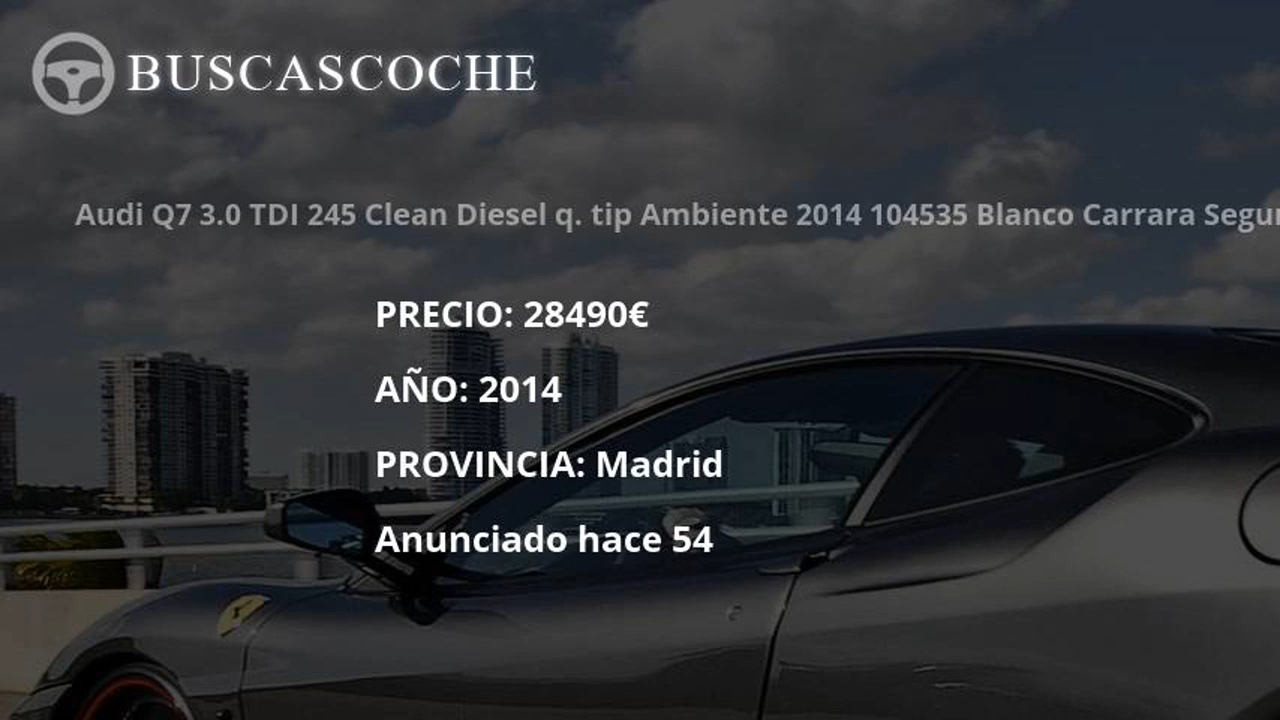 BUSCASCOCHE
Audi Q7 3.0 TDI 245 Clean Diesel q. tip Ambiente 2014 104535 Blanco Carrara
PRECIO: 28490€
AÑO: 2014
PROVINCIA: Madrid
Anunciado hace 54